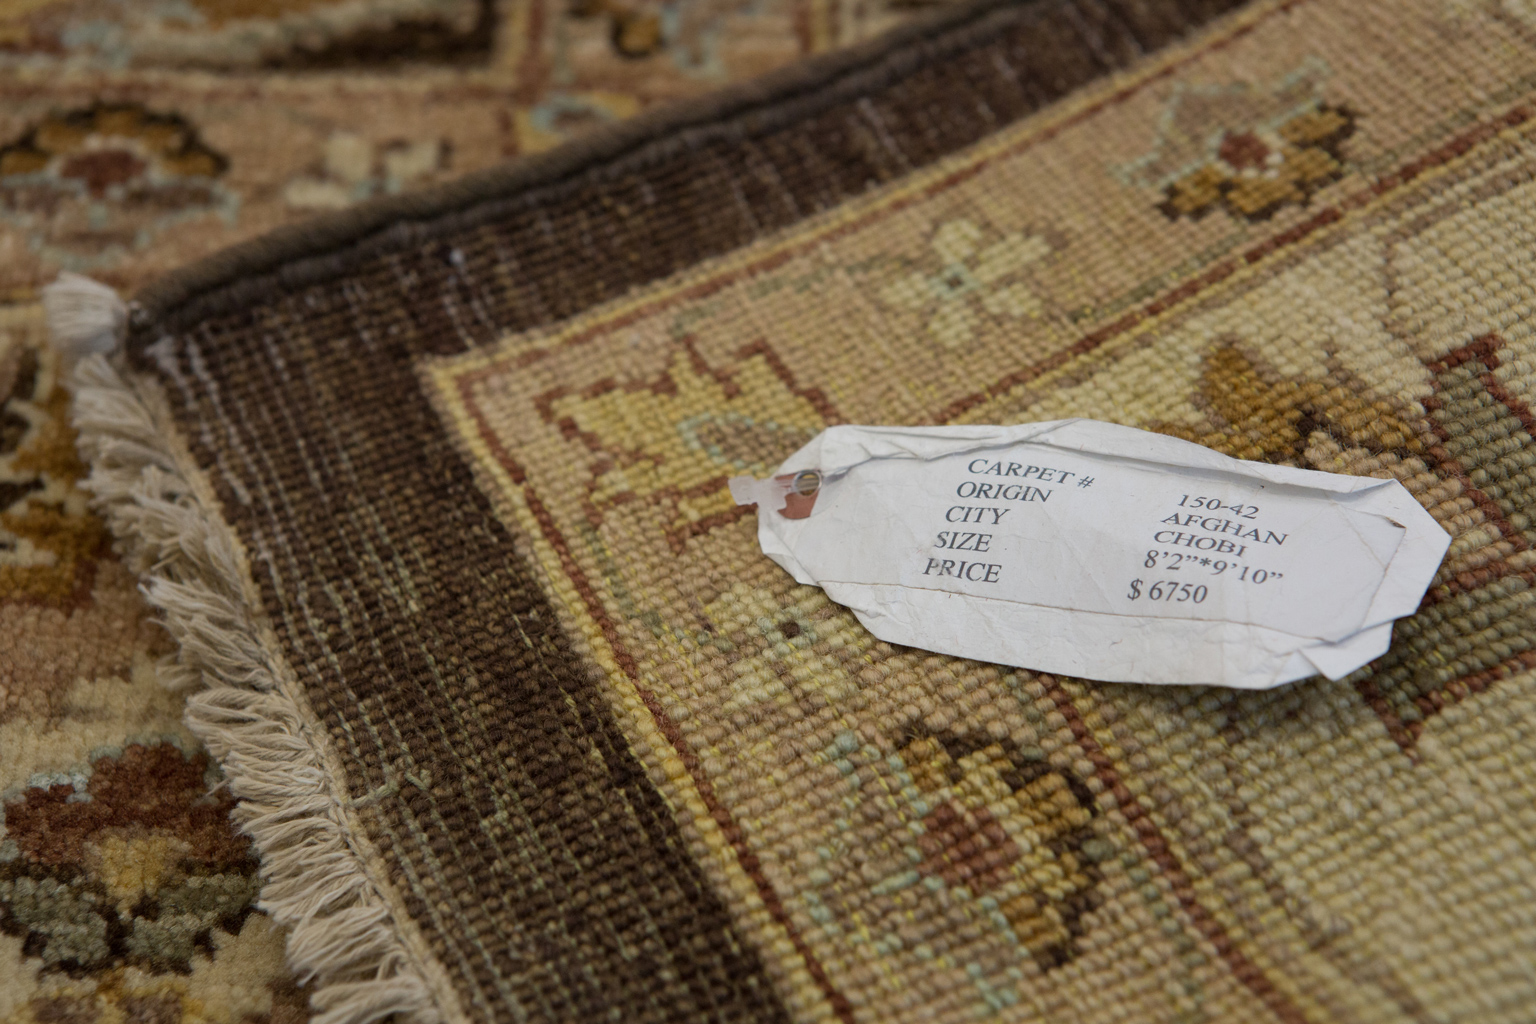 CARPET # 150-42
ORIGIN AFGHAN
CITY CHOBI
SIZE 8'2"*9'10"
PRICE $ 6750